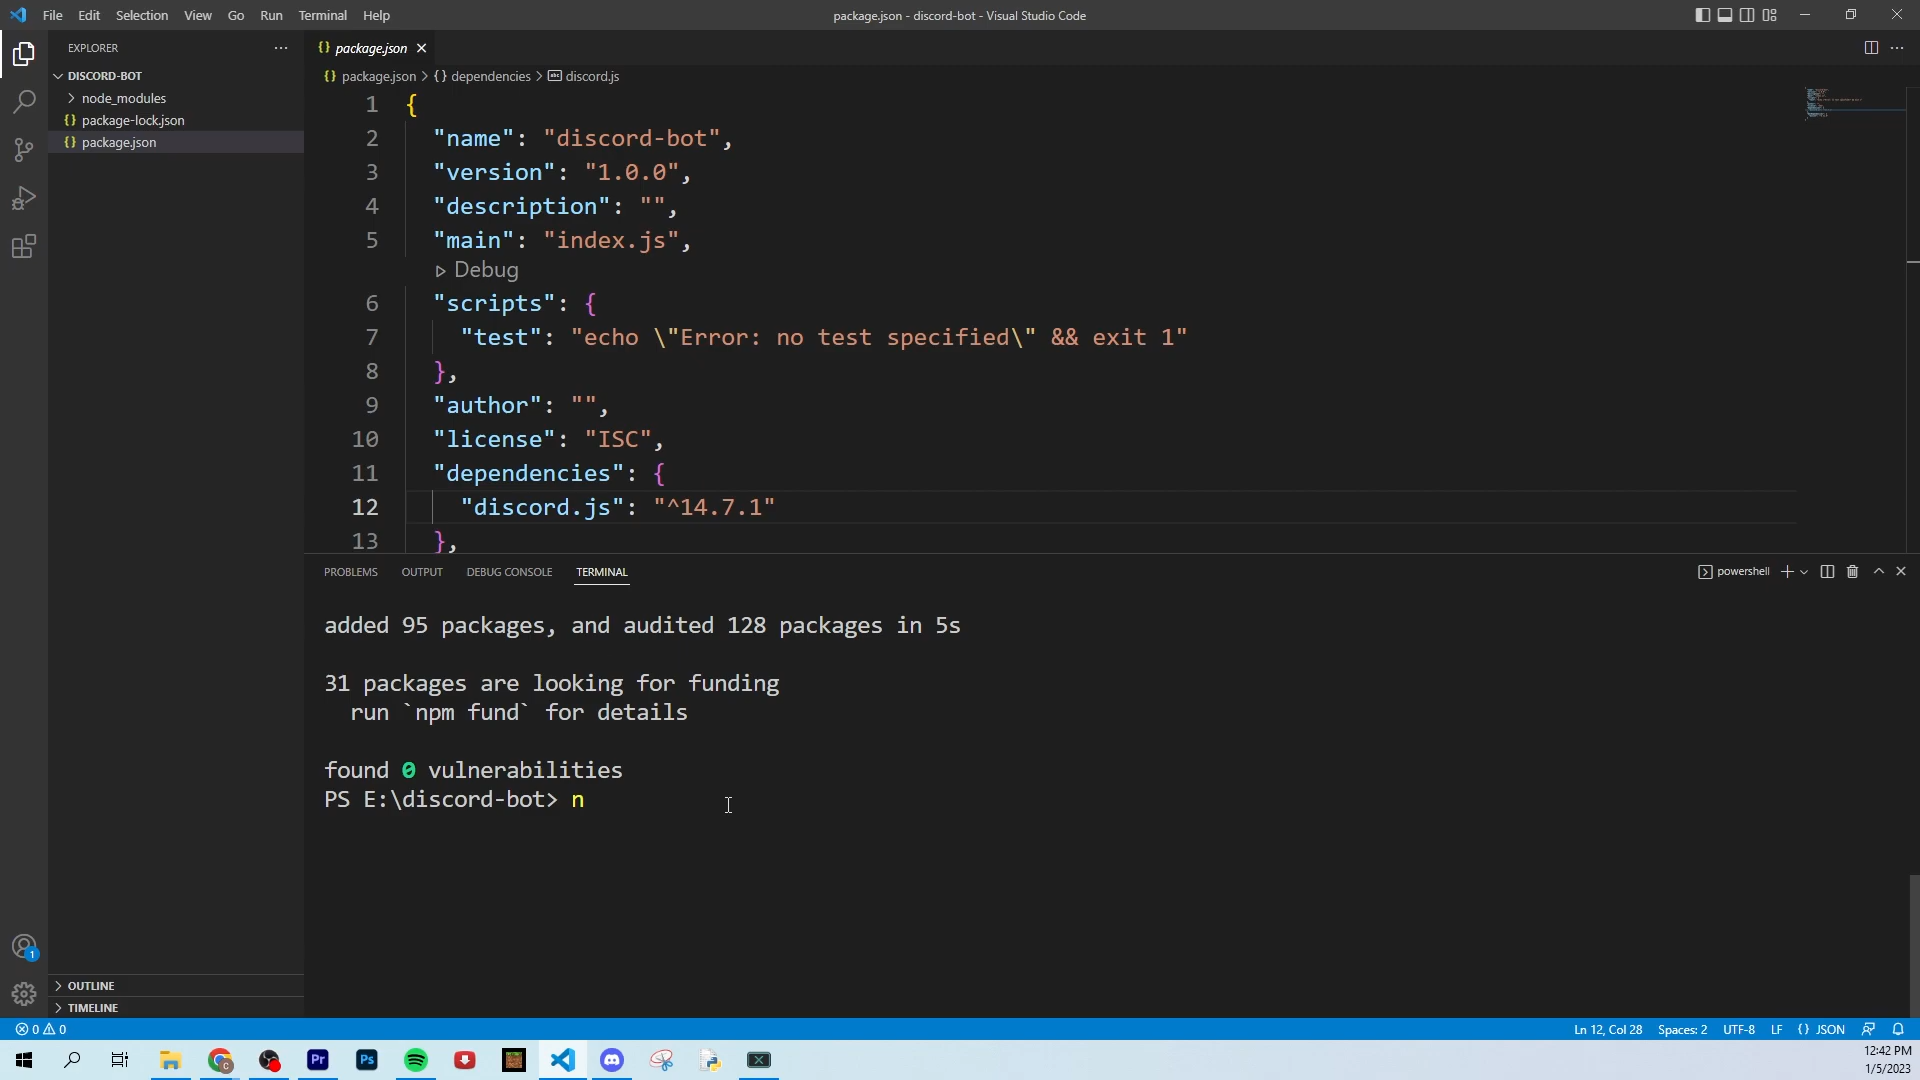 File Edit Selection View Go Run Terminal Help
package.json - discord-bot - Visual Studio Code
EXPLORER
DISCORD-BOT
node_modules
package-lock.json
package.json
OUTLINE
TIMELINE
package.json
package.json > {} dependencies > discord.js
1 {
2 "name": "discord-bot",
3 "version": "1.0.0",
4 "description": "",
5 "main": "index.js",
Debug
6 "scripts": {
7 "test": "echo \"Error: no test specified\" && exit 1"
8 },
9 "author": "",
10 "license": "ISC",
11 "dependencies": {
12 "discord.js": "^14.7.1"
13 },
PROBLEMS OUTPUT DEBUG CONSOLE TERMINAL
powershell
added 95 packages, and audited 128 packages in 5s
31 packages are looking for funding
run `npm fund` for details
found 0 vulnerabilities
PS E:\discord-bot> n
1
0 0
Ln 12, Col 28 Spaces: 2 UTF-8 LF {} JSON
C
Pr
Ps
12:42 PM
1/5/2023